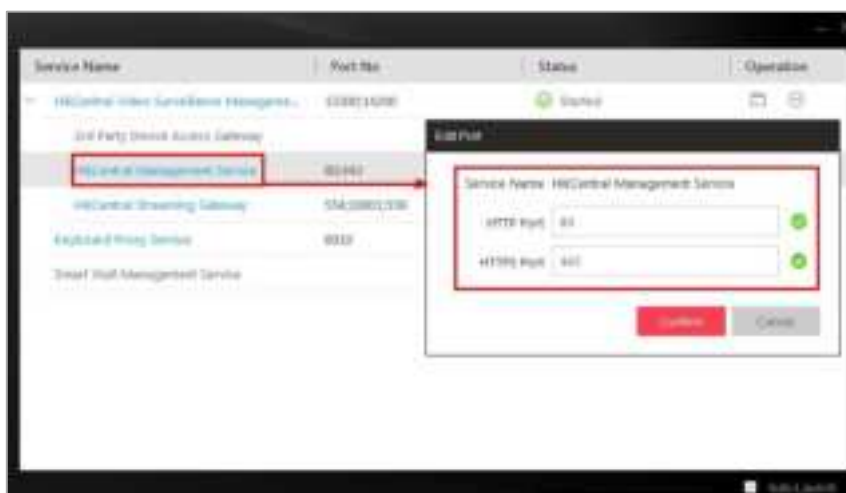 Service Name Port No Status Operation
HikCentral Video Surveillance Manageme... Started
3rd Party Device Access Gateway
Edit Port
HikCentral Management Service
Service Name HikCentral Management Service
HikCentral Streaming Gateway
HTTP Port
Keyboard Proxy Service 8910
HTTPS Port 443
Smart Wall Management Service
Confirm Cancel